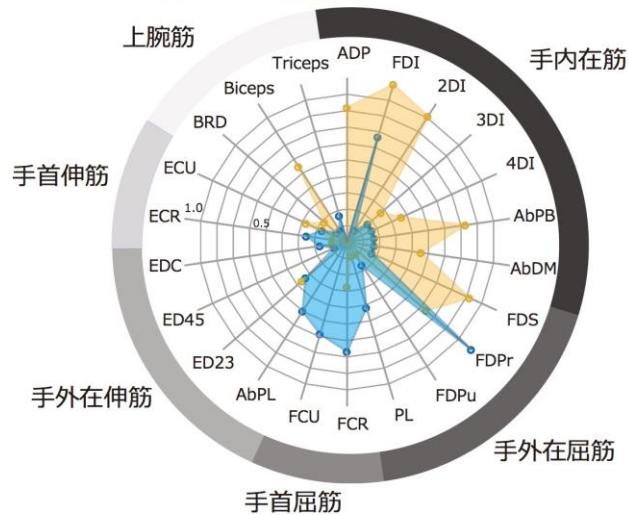 上腕筋
手内在筋
手外在屈筋
手首屈筋
手外在伸筋
手首伸筋
ADP
FDI
2DI
3DI
4DI
AbPB
AbDM
FDS
FDPr
FDPu
PL
FCR
FCU
AbPL
ED23
ED45
EDC
ECR
ECU
BRD
Biceps
Triceps
1.0
0.5